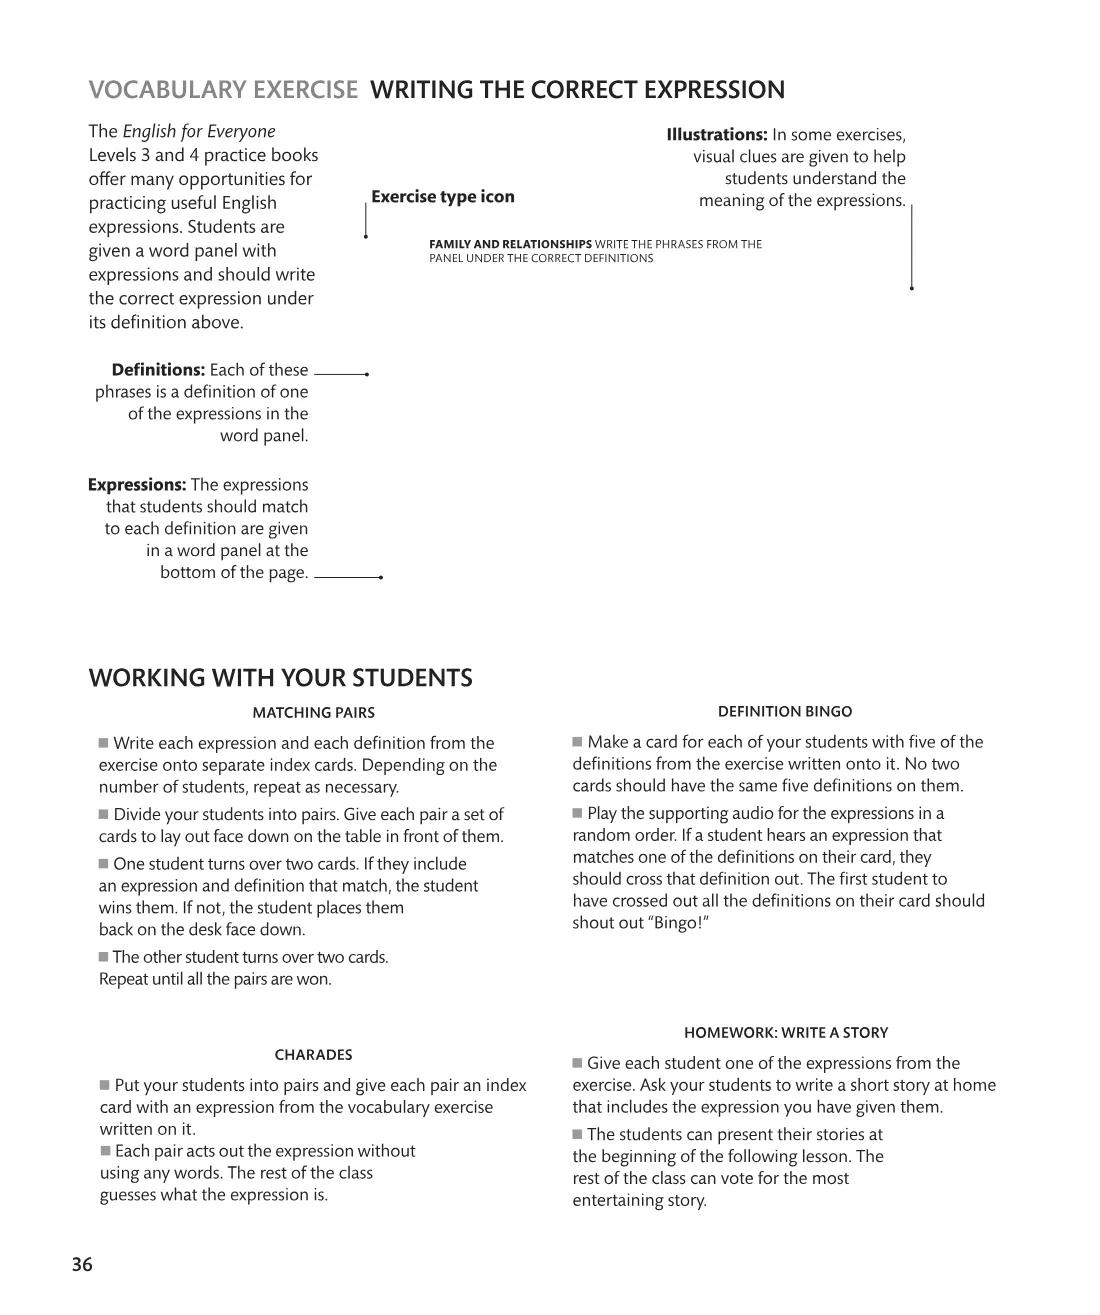 VOCABULARY EXERCISE WRITING THE CORRECT EXPRESSION
The English for Everyone
Levels 3 and 4 practice books
offer many opportunities for
practicing useful English
expressions. Students are
given a word panel with
expressions and should write
the correct expression under
its definition above.
Illustrations: In some exercises,
visual clues are given to help
students understand the
meaning of the expressions.
Exercise type icon
FAMILY AND RELATIONSHIPS WRITE THE PHRASES FROM THE
PANEL UNDER THE CORRECT DEFINITIONS
Definitions: Each of these
phrases is a definition of one
of the expressions in the
word panel.
Expressions: The expressions
that students should match
to each definition are given
in a word panel at the
bottom of the page.
WORKING WITH YOUR STUDENTS
MATCHING PAIRS
■ Write each expression and each definition from the
exercise onto separate index cards. Depending on the
number of students, repeat as necessary.
■ Divide your students into pairs. Give each pair a set of
cards to lay out face down on the table in front of them.
■ One student turns over two cards. If they include
an expression and definition that match, the student
wins them. If not, the student places them
back on the desk face down.
■ The other student turns over two cards.
Repeat until all the pairs are won.
DEFINITION BINGO
■ Make a card for each of your students with five of the
definitions from the exercise written onto it. No two
cards should have the same five definitions on them.
■ Play the supporting audio for the expressions in a
random order. If a student hears an expression that
matches one of the definitions on their card, they
should cross that definition out. The first student to
have crossed out all the definitions on their card should
shout out “Bingo!”
CHARADES
■ Put your students into pairs and give each pair an index
card with an expression from the vocabulary exercise
written on it.
■ Each pair acts out the expression without
using any words. The rest of the class
guesses what the expression is.
HOMEWORK: WRITE A STORY
■ Give each student one of the expressions from the
exercise. Ask your students to write a short story at home
that includes the expression you have given them.
■ The students can present their stories at
the beginning of the following lesson. The
rest of the class can vote for the most
entertaining story.
36